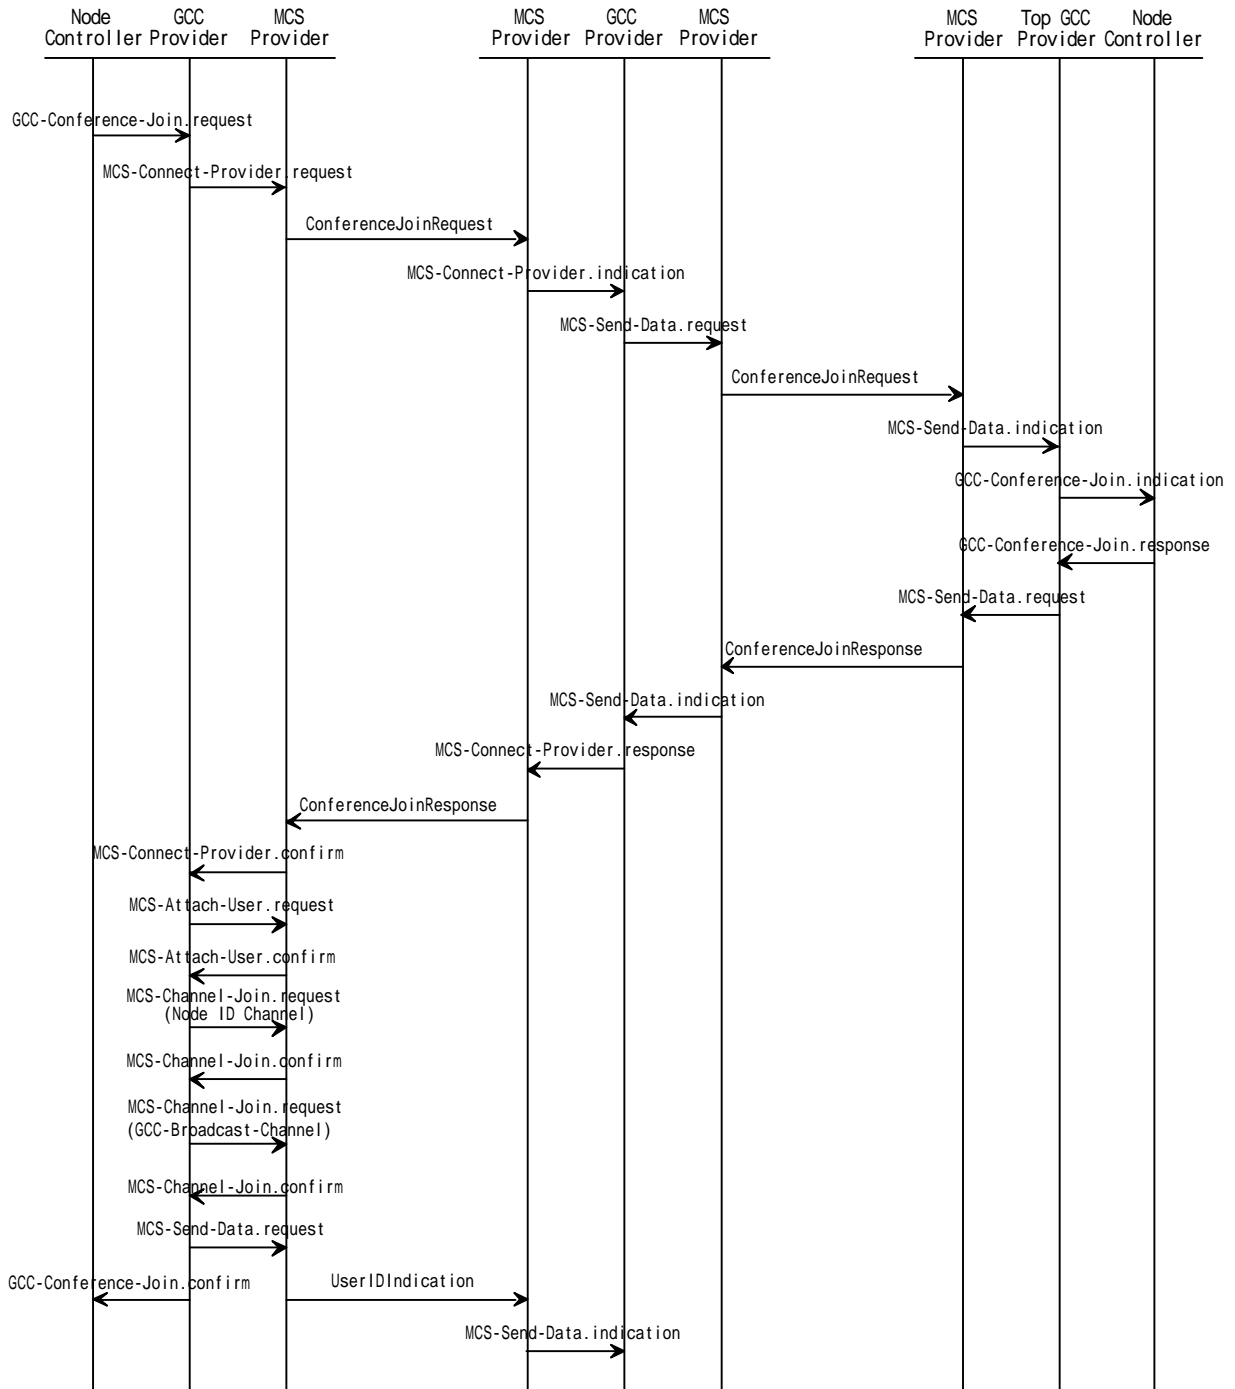 Node GCC MCS MCS GCC MCS MCS Top GCC Node
Controller Provider Provider Provider Provider Provider Provider Provider Controller
GCC-Conference-Join.request
MCS-Connect-Provider.request
ConferenceJoinRequest
MCS-Connect-Provider.indication
MCS-Send-Data.request
ConferenceJoinRequest
MCS-Send-Data.indication
GCC-Conference-Join.indication
GCC-Conference-Join.response
MCS-Send-Data.request
ConferenceJoinResponse
MCS-Send-Data.indication
MCS-Connect-Provider.response
ConferenceJoinResponse
MCS-Connect-Provider.confirm
MCS-Attach-User.request
MCS-Attach-User.confirm
MCS-Channel-Join.request
(Node ID Channel)
MCS-Channel-Join.confirm
MCS-Channel-Join.request
(GCC-Broadcast-Channel)
MCS-Channel-Join.confirm
MCS-Send-Data.request
GCC-Conference-Join.confirm UserIDIndication
MCS-Send-Data.indication